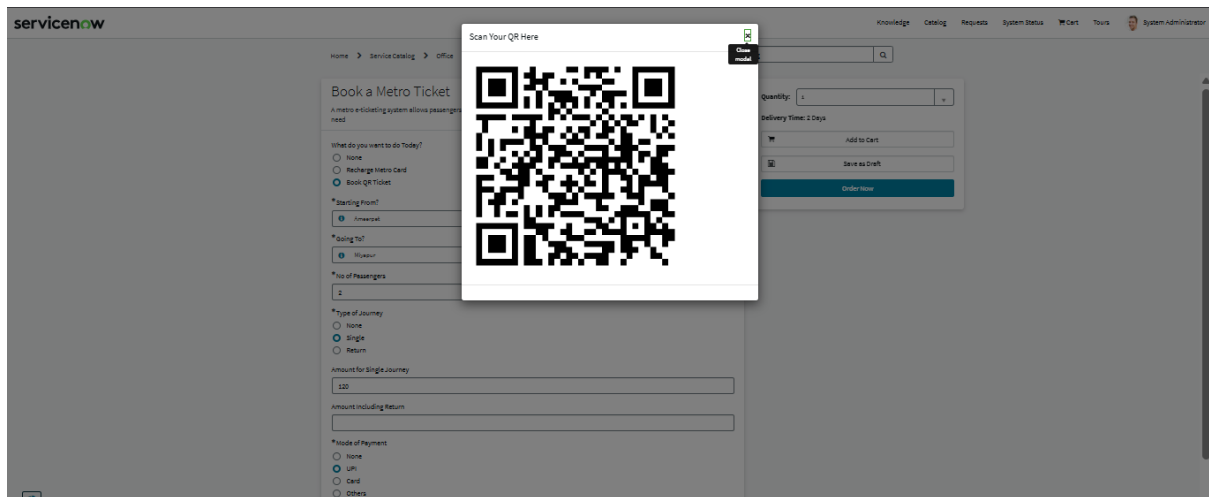 servicenow
Knowledge Catalog Requests System Status Cart Tours System Administrator
Scan Your QR Here
Close modal
Home > Service Catalog > Office
Book a Metro Ticket
A metro e-ticketing system allows passengers
need
What do you want to do Today?
None
Recharge Metro Card
Book QR Ticket
*Starting From?
Ameerpet
*Going To?
Miyapur
*No of Passengers
2
*Type of Journey
None
Single
Return
Amount for Single Journey
120
Amount including Return
*Mode of Payment
None
UPI
Card
Others
Quantity: 1
Delivery Time: 2 Days
Add to Cart
Save as Draft
Order Now